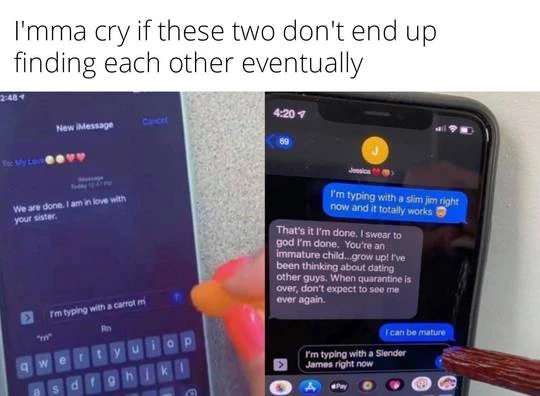 I'mma cry if these two don't end up
finding each other eventually
2:48
New iMessage
Cancel
To: My Love
iMessage
Today 12:47 PM
We are done. I am in love with
your sister.
I'm typing with a carrot rn
"rn"
Rn
q w e r t y u i o p
a s d f g h j k l
4:20
69
J
Jessica
I'm typing with a slim jim right
now and it totally works
That's it I'm done. I swear to
god I'm done. You're an
immature child...grow up! I've
been thinking about dating
other guys. When quarantine is
over, don't expect to see me
ever again.
I can be mature
I'm typing with a Slender
James right now
Pay